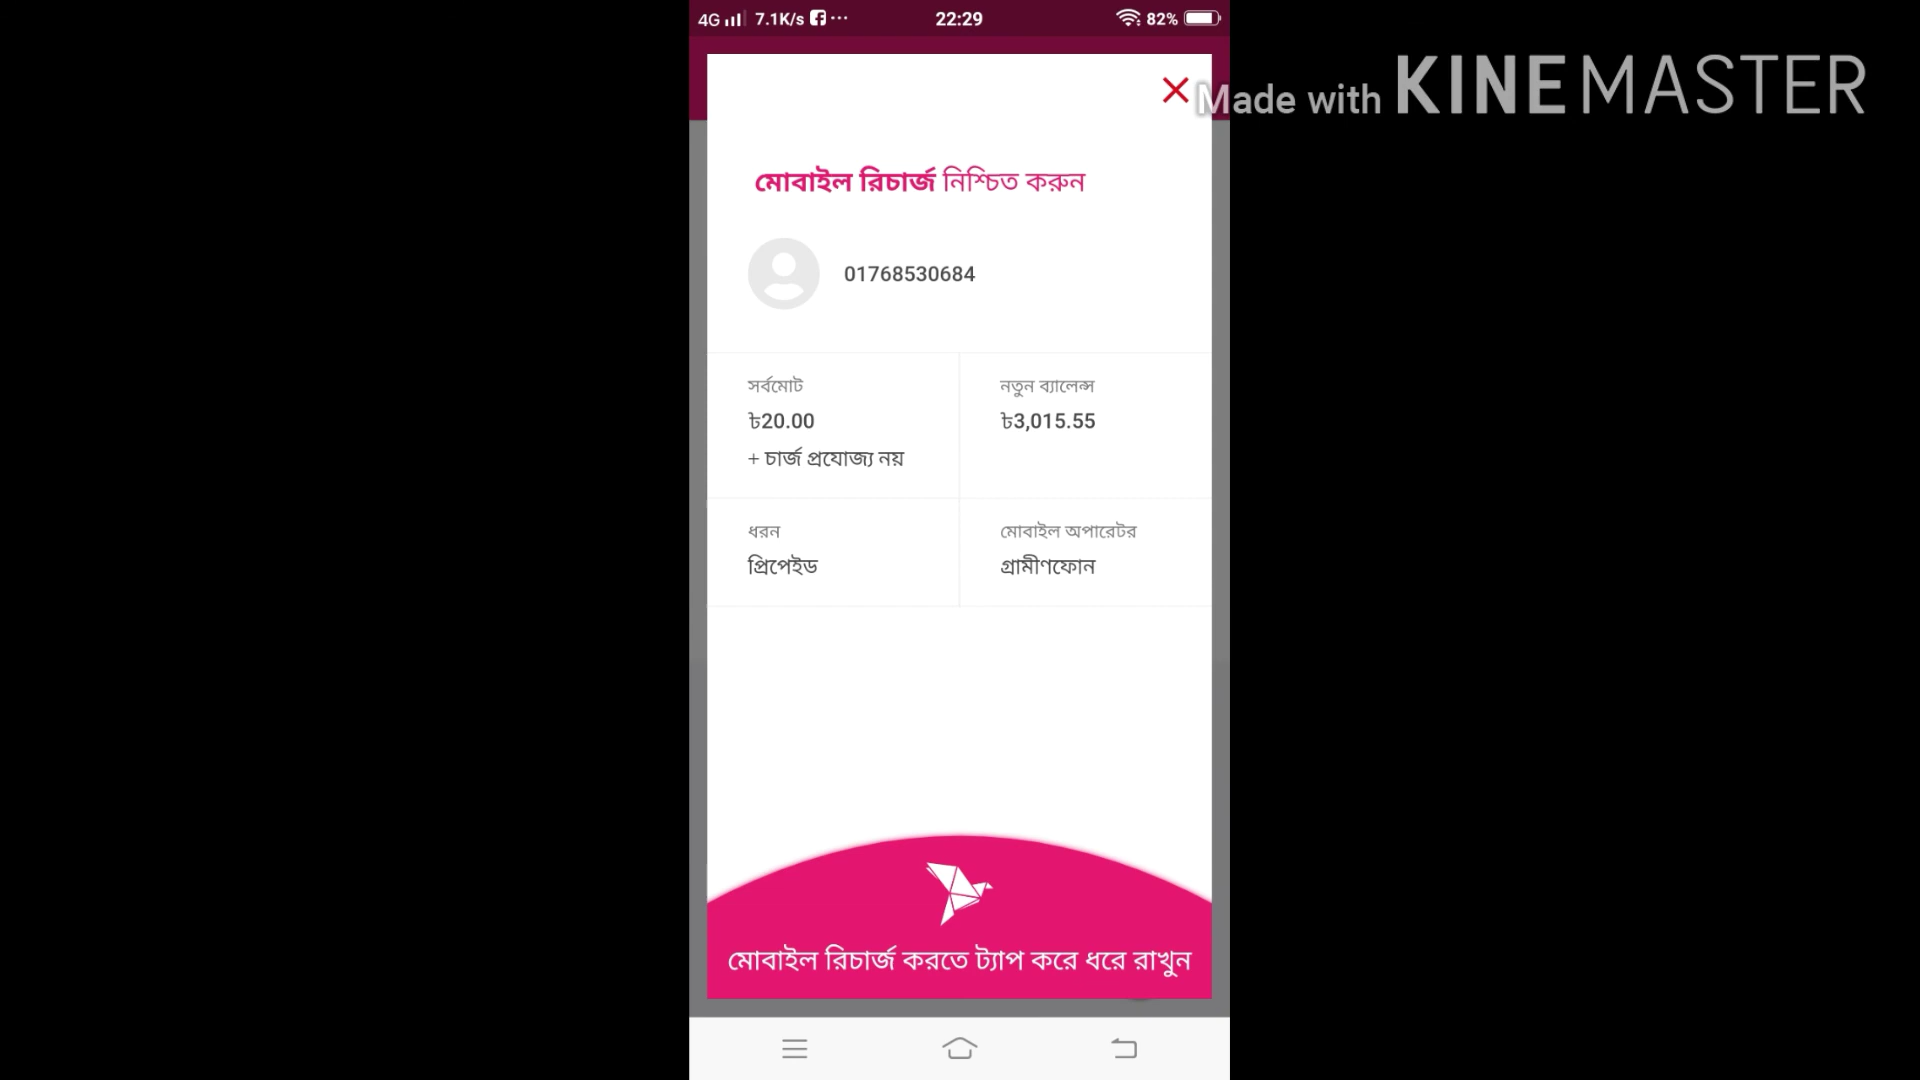 4G 7.1K/s 22:29 82%
Made with KINEMASTER
মোবাইল রিচার্জ নিশ্চিত করুন
01768530684
সর্বমোট
৳20.00
+ চার্জ প্রযোজ্য নয়
নতুন ব্যালেন্স
৳3,015.55
ধরন
প্রিপেইড
মোবাইল অপারেটর
গ্রামীণফোন
মোবাইল রিচার্জ করতে ট্যাপ করে ধরে রাখুন